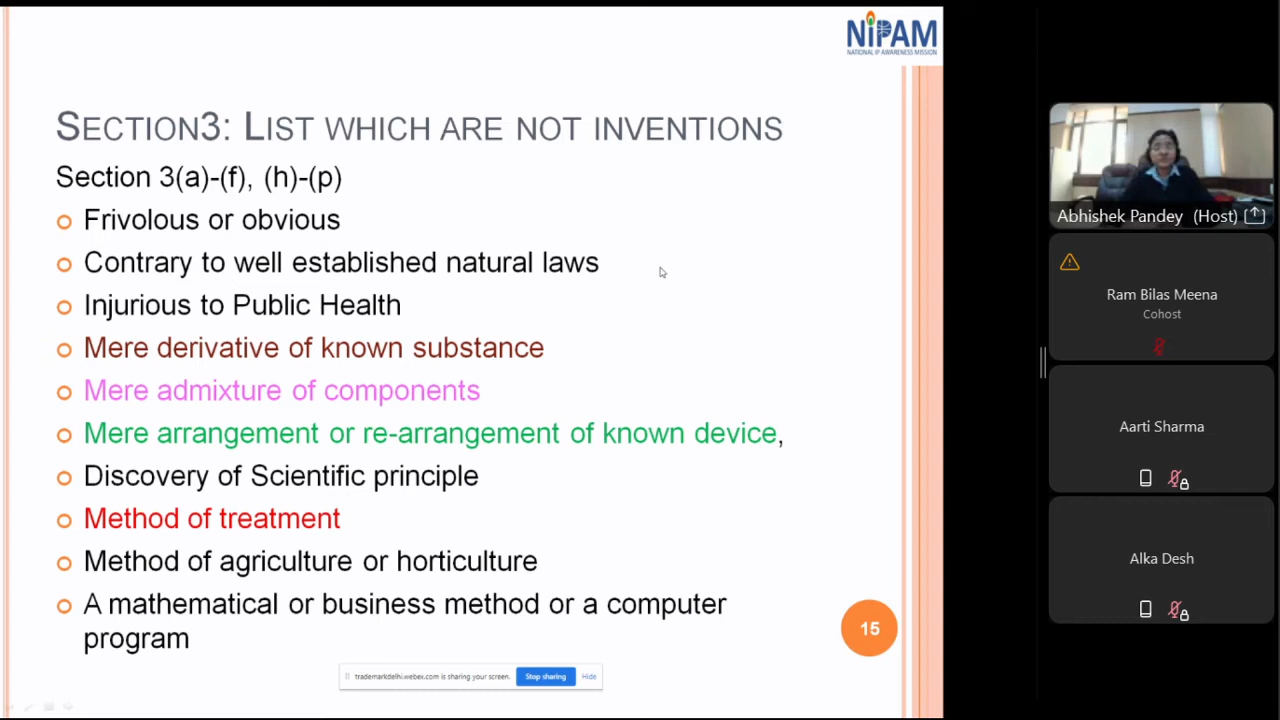 NiPAM
NATIONAL IP AWARENESS MISSION
SECTION3: LIST WHICH ARE NOT INVENTIONS
Section 3(a)-(f), (h)-(p)
Frivolous or obvious
Contrary to well established natural laws
Injurious to Public Health
Mere derivative of known substance
Mere admixture of components
Mere arrangement or re-arrangement of known device,
Discovery of Scientific principle
Method of treatment
Method of agriculture or horticulture
A mathematical or business method or a computer
program
15
trademarkdelhi.webex.com is sharing your screen. Stop sharing Hide
Abhishek Pandey (Host)
Ram Bilas Meena
Cohost
Aarti Sharma
Alka Desh